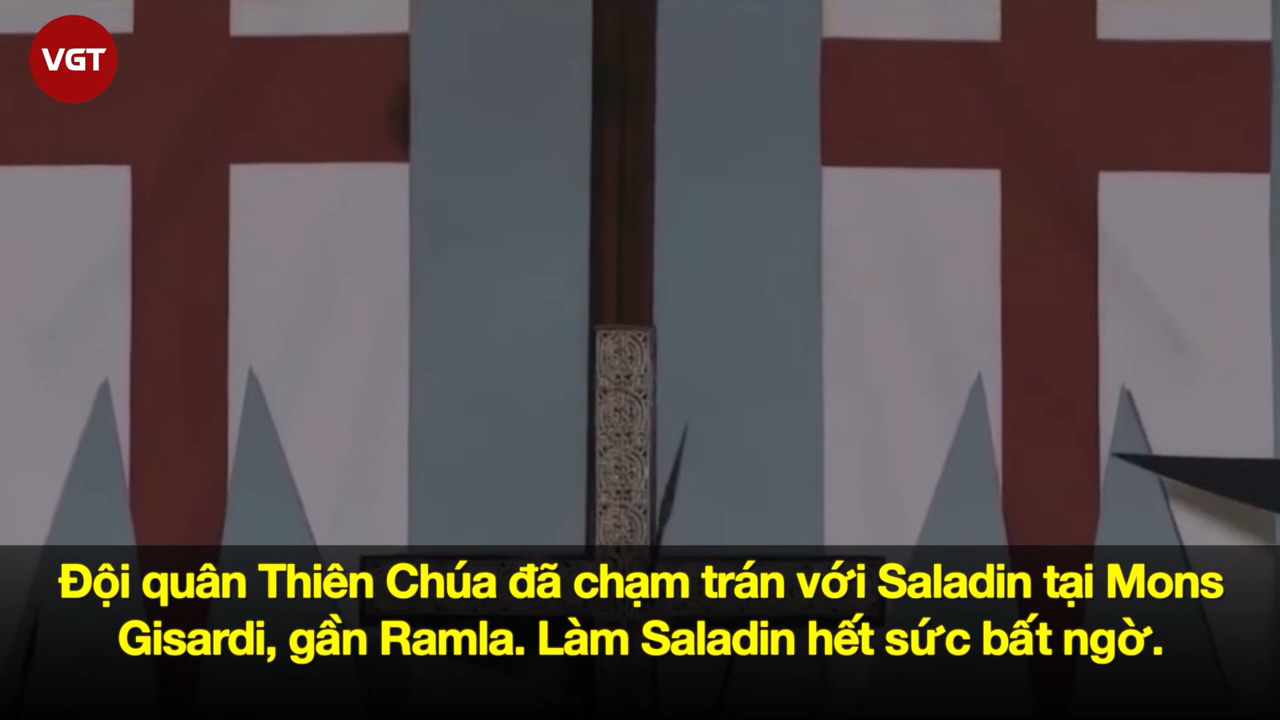 VGT
Đội quân Thiên Chúa đã chạm trán với Saladin tại Mons
Gisardi, gần Ramla. Làm Saladin hết sức bất ngờ.